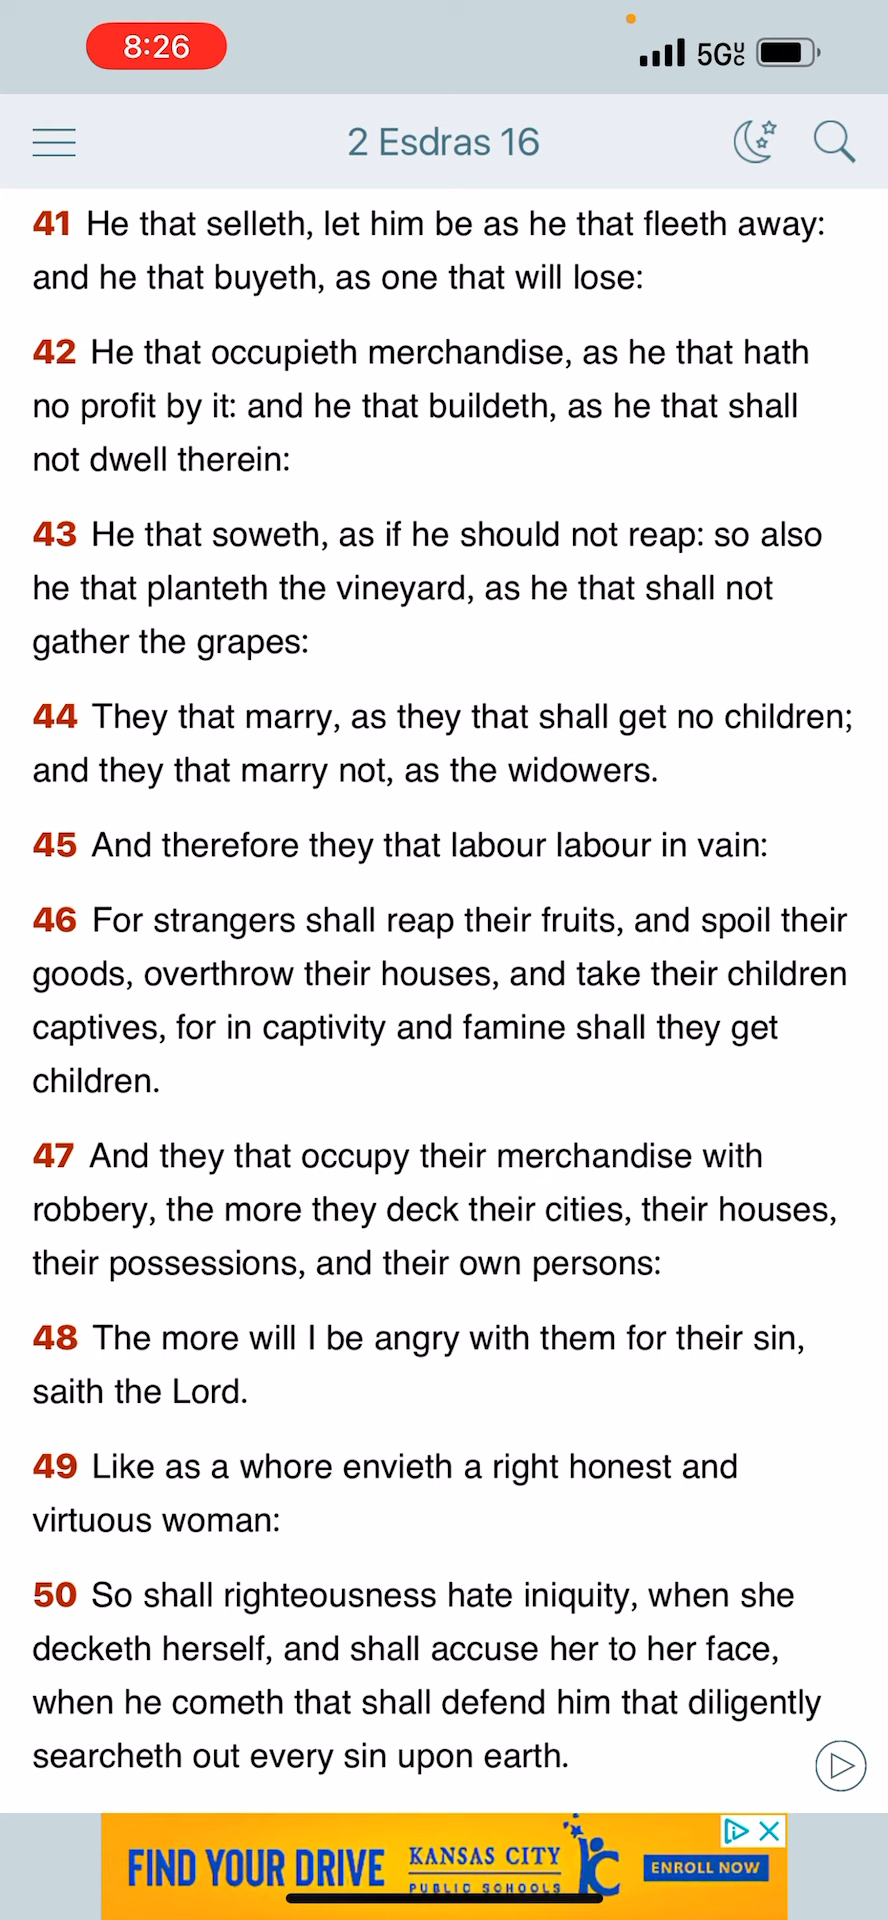 8:26
5G UC
2 Esdras 16
41 He that selleth, let him be as he that fleeth away:
and he that buyeth, as one that will lose:
42 He that occupieth merchandise, as he that hath
no profit by it: and he that buildeth, as he that shall
not dwell therein:
43 He that soweth, as if he should not reap: so also
he that planteth the vineyard, as he that shall not
gather the grapes:
44 They that marry, as they that shall get no children;
and they that marry not, as the widowers.
45 And therefore they that labour labour in vain:
46 For strangers shall reap their fruits, and spoil their
goods, overthrow their houses, and take their children
captives, for in captivity and famine shall they get
children.
47 And they that occupy their merchandise with
robbery, the more they deck their cities, their houses,
their possessions, and their own persons:
48 The more will I be angry with them for their sin,
saith the Lord.
49 Like as a whore envieth a right honest and
virtuous woman:
50 So shall righteousness hate iniquity, when she
decketh herself, and shall accuse her to her face,
when he cometh that shall defend him that diligently
searcheth out every sin upon earth.
FIND YOUR DRIVE
KANSAS CITY
PUBLIC SCHOOLS
KC
ENROLL NOW